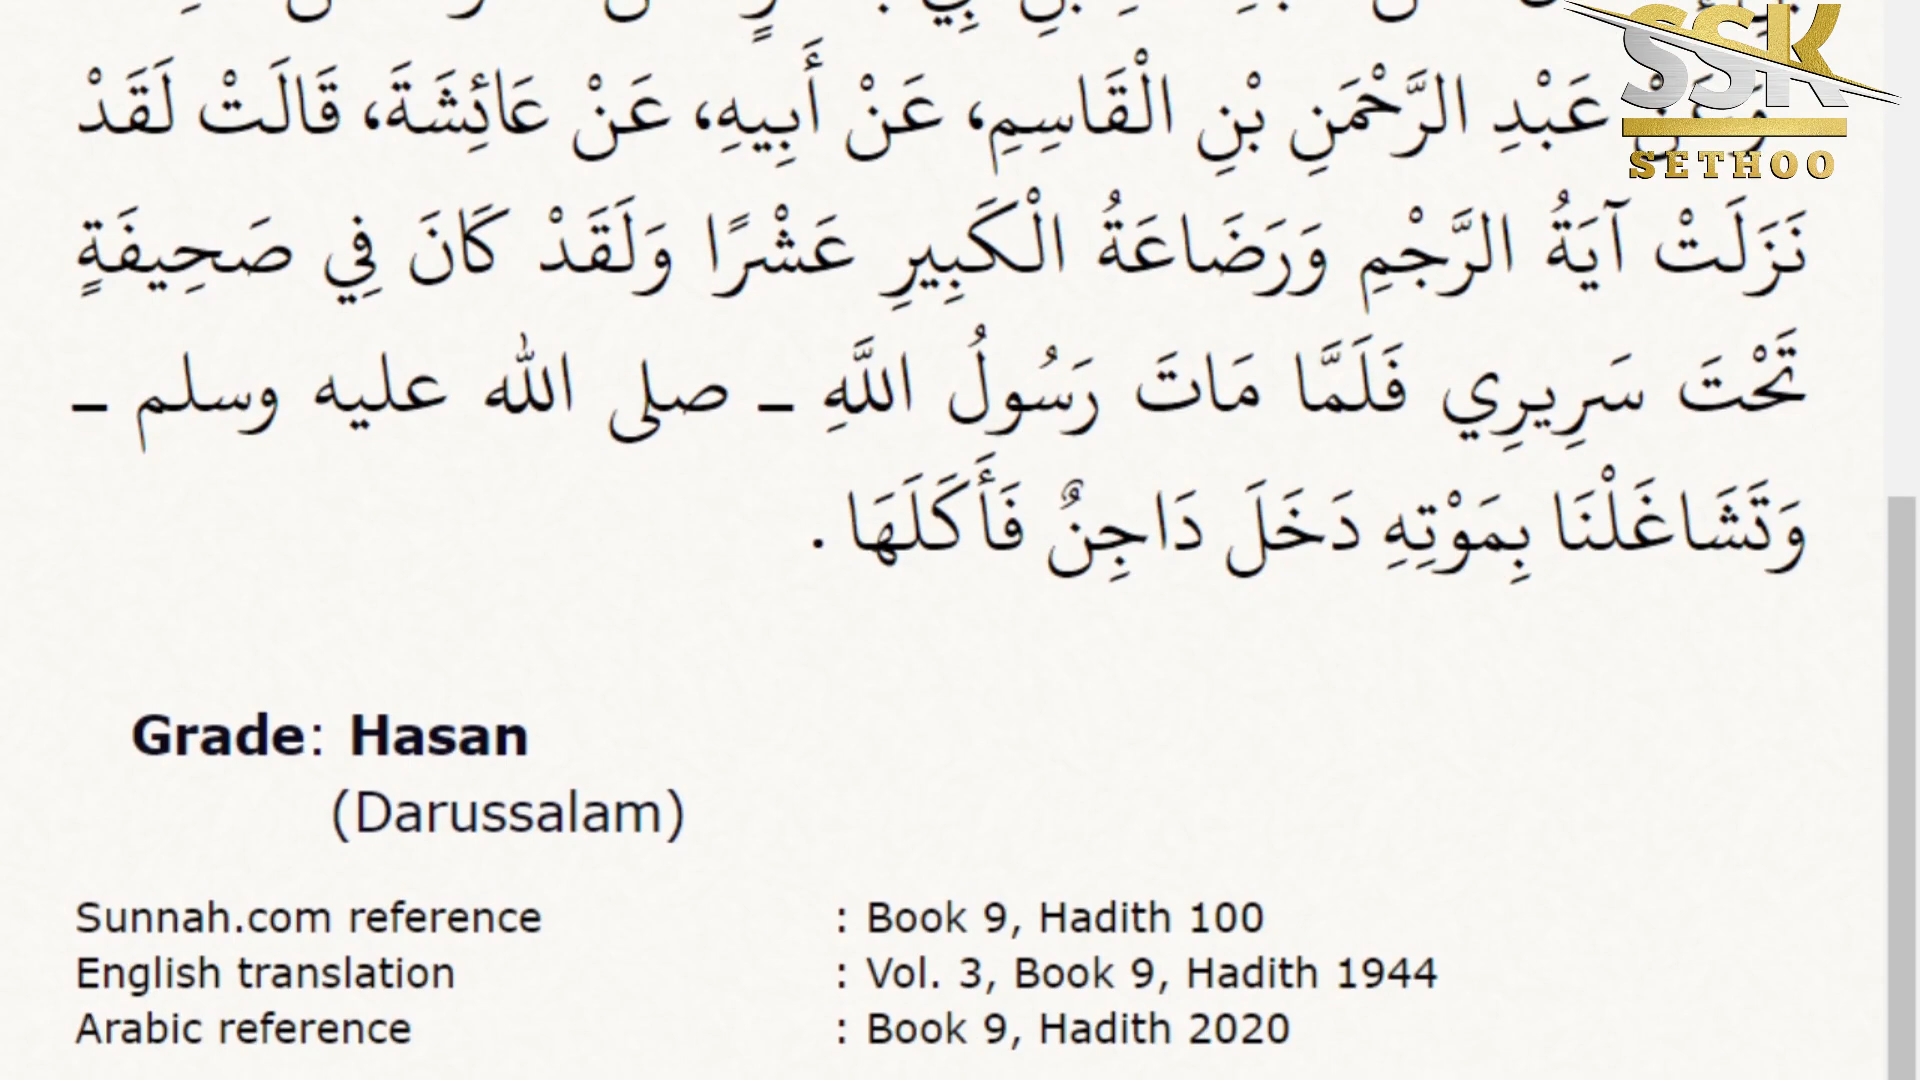 SSK
SETHOO
وَعَنْ عَبْدِ الرَّحْمَنِ بْنِ الْقَاسِمِ، عَنْ أَبِيهِ، عَنْ عَائِشَةَ، قَالَتْ لَقَدْ
نَزَلَتْ آيَةُ الرَّجْمِ وَرَضَاعَةُ الْكَبِيرِ عَشْرًا وَلَقَدْ كَانَ فِي صَحِيفَةٍ
تَحْتَ سَرِيرِي فَلَمَّا مَاتَ رَسُولُ اللَّهِ ـ صلى الله عليه وسلم ـ
وَتَشَاغَلْنَا بِمَوْتِهِ دَخَلَ دَاجِنٌ فَأَكَلَهَا .
Grade: Hasan
(Darussalam)
Sunnah.com reference : Book 9, Hadith 100
English translation : Vol. 3, Book 9, Hadith 1944
Arabic reference : Book 9, Hadith 2020